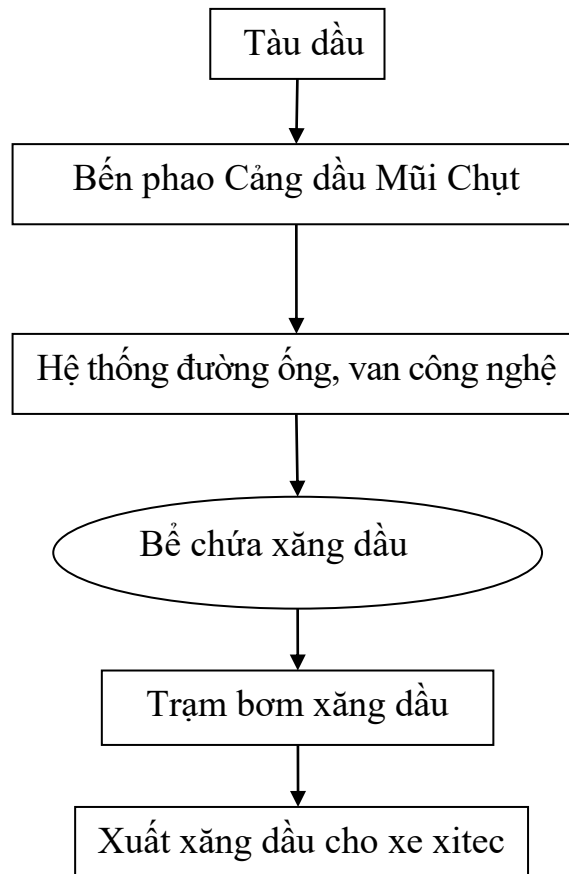 Tàu dầu
Bến phao Cảng dầu Mũi Chụt
Hệ thống đường ống, van công nghệ
Bể chứa xăng dầu
Trạm bơm xăng dầu
Xuất xăng dầu cho xe xitec